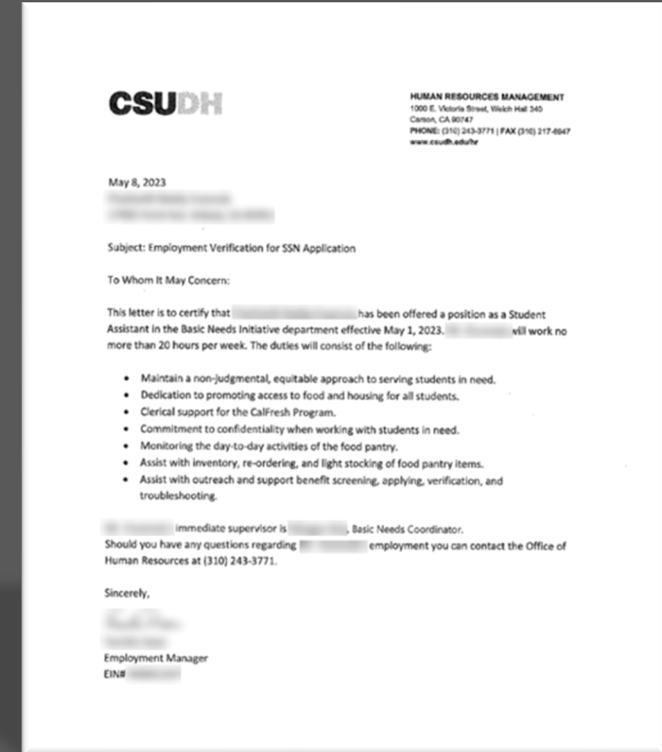 CSUDH
HUMAN RESOURCES MANAGEMENT
1000 E. Victoria Street, Welch Hall 340
Carson, CA 90747
PHONE: (310) 243-3771 | FAX (310) 217-6947
www.csudh.edu/hr
May 8, 2023
Subject: Employment Verification for SSN Application
To Whom It May Concern:
This letter is to certify that has been offered a position as a Student
Assistant in the Basic Needs Initiative department effective May 1, 2023. will work no
more than 20 hours per week. The duties will consist of the following:
• Maintain a non-judgmental, equitable approach to serving students in need.
• Dedication to promoting access to food and housing for all students.
• Clerical support for the CalFresh Program.
• Commitment to confidentiality when working with students in need.
• Monitoring the day-to-day activities of the food pantry.
• Assist with inventory, re-ordering, and light stocking of food pantry items.
• Assist with outreach and support benefit screening, applying, verification, and
troubleshooting.
immediate supervisor is , Basic Needs Coordinator.
Should you have any questions regarding employment you can contact the Office of
Human Resources at (310) 243-3771.
Sincerely,
Employment Manager
EIN#